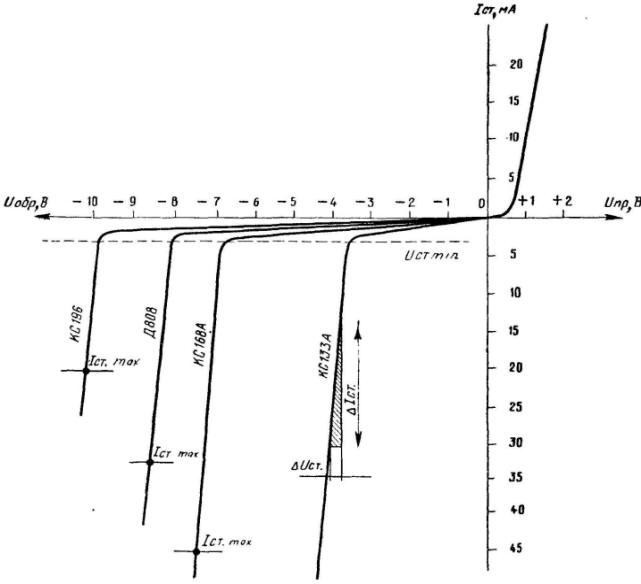 Iст, мА
20
15
10
5
Uобр, В -10 -9 -8 -7 -6 -5 -4 -3 -2 -1 0 +1 +2 Uпр, В
Uст min
5
10
15
20
25
30
35
40
45
КС196
Д808
КС168А
КС133А
Iст. max
Iст max
Iст. max
ΔIст.
ΔUст.